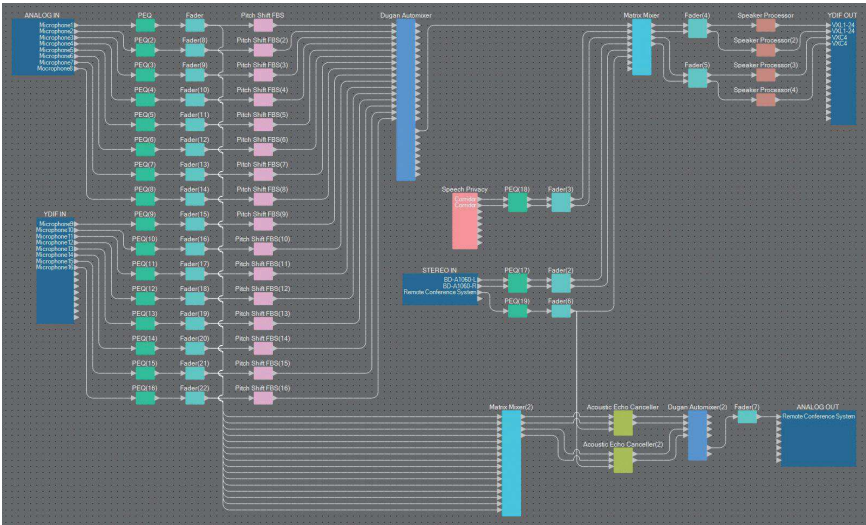 ANALOG IN
Microphone1
Microphone2
Microphone3
Microphone4
Microphone5
Microphone6
Microphone7
Microphone8
PEQ
PEQ(2)
PEQ(3)
PEQ(4)
PEQ(5)
PEQ(6)
PEQ(7)
PEQ(8)
Fader
Fader(8)
Fader(9)
Fader(10)
Fader(11)
Fader(12)
Fader(13)
Fader(14)
Pitch Shift FBS
Pitch Shift FBS(2)
Pitch Shift FBS(3)
Pitch Shift FBS(4)
Pitch Shift FBS(5)
Pitch Shift FBS(6)
Pitch Shift FBS(7)
Pitch Shift FBS(8)
YDIF IN
Microphone9
Microphone10
Microphone11
Microphone12
Microphone13
Microphone14
Microphone15
Microphone16
PEQ(9)
PEQ(10)
PEQ(11)
PEQ(12)
PEQ(13)
PEQ(14)
PEQ(15)
PEQ(16)
Fader(15)
Fader(16)
Fader(17)
Fader(18)
Fader(19)
Fader(20)
Fader(21)
Fader(22)
Pitch Shift FBS(9)
Pitch Shift FBS(10)
Pitch Shift FBS(11)
Pitch Shift FBS(12)
Pitch Shift FBS(13)
Pitch Shift FBS(14)
Pitch Shift FBS(15)
Pitch Shift FBS(16)
Dugan Automixer
Matrix Mixer
Fader(4)
Fader(5)
Speaker Processor
Speaker Processor(2)
Speaker Processor(3)
Speaker Processor(4)
YDIF OUT
VXL1-24
VXL1-24
VXC4
VXC4
Speech Privacy
PEQ(18)
Fader(3)
STEREO IN
BD-A1060-L
BD-A1060-R
Remote Conference System
PEQ(17)
Fader(2)
PEQ(19)
Fader(6)
Matrix Mixer(2)
Acoustic Echo Canceller
Acoustic Echo Canceller(2)
Dugan Automixer(2)
Fader(7)
ANALOG OUT
Remote Conference System